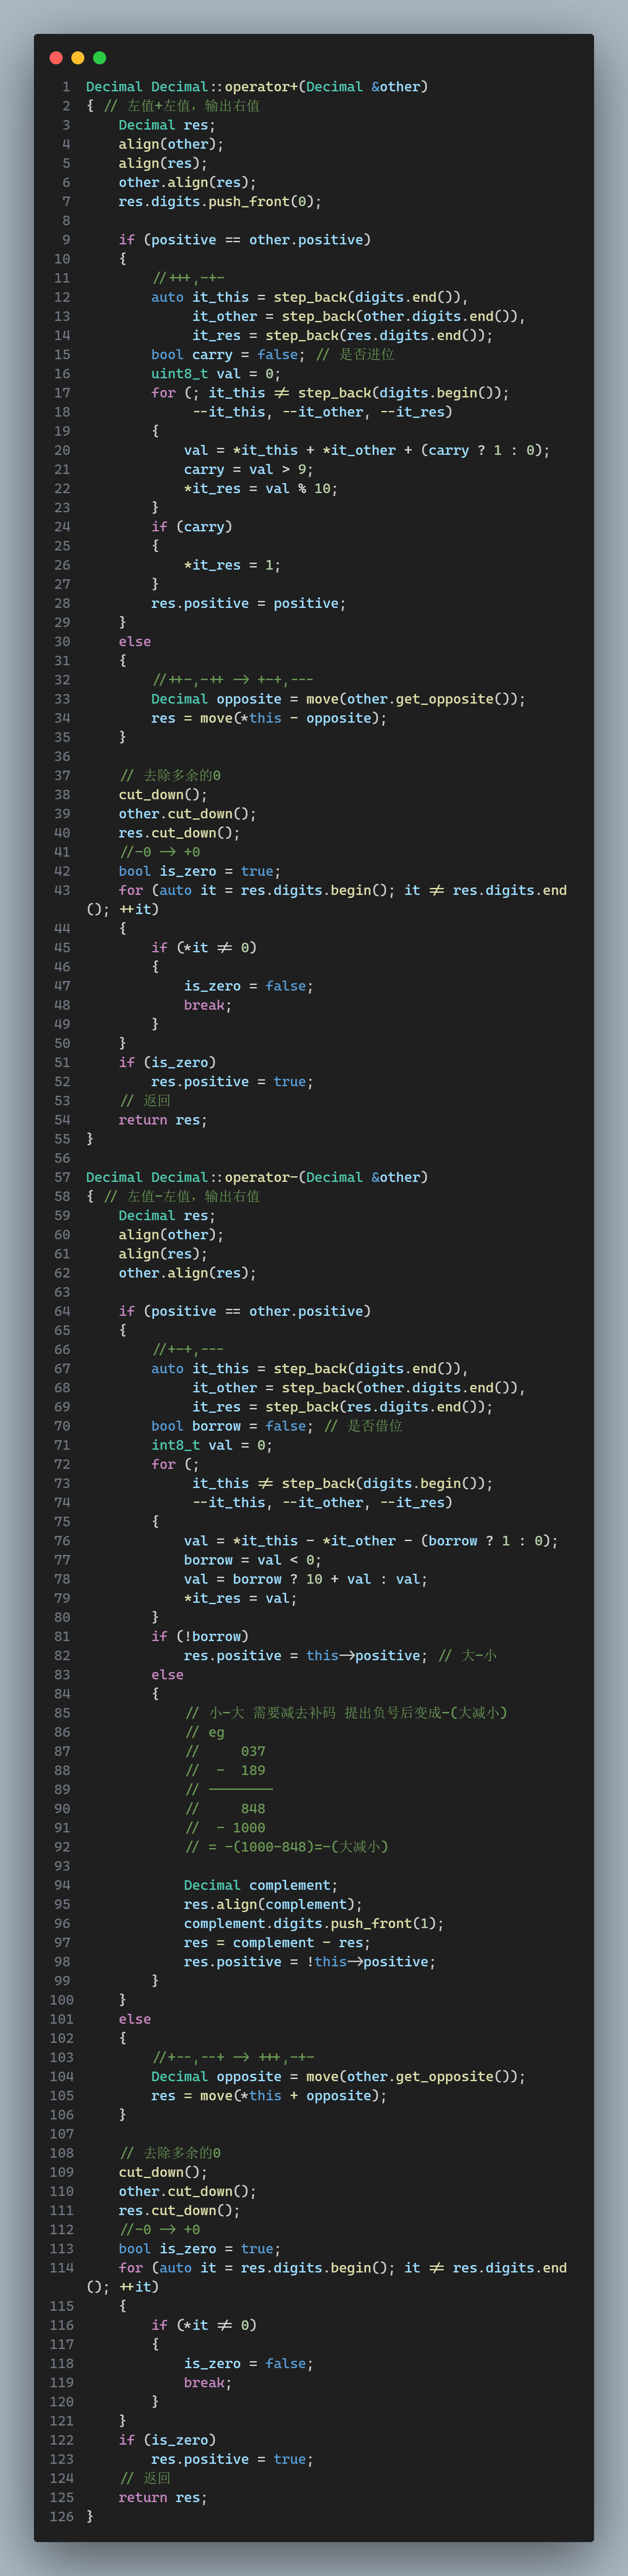 1 Decimal Decimal::operator+(Decimal &other)
2 { // 左值+左值，输出右值
3     Decimal res;
4     align(other);
5     align(res);
6     other.align(res);
7     res.digits.push_front(0);
8
9     if (positive == other.positive)
10     {
11         //+++,-+-
12         auto it_this = step_back(digits.end()),
13              it_other = step_back(other.digits.end()),
14              it_res = step_back(res.digits.end());
15         bool carry = false; // 是否进位
16         uint8_t val = 0;
17         for (; it_this != step_back(digits.begin());
18              --it_this, --it_other, --it_res)
19         {
20             val = *it_this + *it_other + (carry ? 1 : 0);
21             carry = val > 9;
22             *it_res = val % 10;
23         }
24         if (carry)
25         {
26             *it_res = 1;
27         }
28         res.positive = positive;
29     }
30     else
31     {
32         //++-,-++ -> +-+,---
33         Decimal opposite = move(other.get_opposite());
34         res = move(*this - opposite);
35     }
36
37     // 去除多余的0
38     cut_down();
39     other.cut_down();
40     res.cut_down();
41     //-0 -> +0
42     bool is_zero = true;
43     for (auto it = res.digits.begin(); it != res.digits.end
(); ++it)
44     {
45         if (*it != 0)
46         {
47             is_zero = false;
48             break;
49         }
50     }
51     if (is_zero)
52         res.positive = true;
53     // 返回
54     return res;
55 }
56
57 Decimal Decimal::operator-(Decimal &other)
58 { // 左值-左值，输出右值
59     Decimal res;
60     align(other);
61     align(res);
62     other.align(res);
63
64     if (positive == other.positive)
65     {
66         //+-+,---
67         auto it_this = step_back(digits.end()),
68              it_other = step_back(other.digits.end()),
69              it_res = step_back(res.digits.end());
70         bool borrow = false; // 是否借位
71         int8_t val = 0;
72         for (;
73              it_this != step_back(digits.begin());
74              --it_this, --it_other, --it_res)
75         {
76             val = *it_this - *it_other - (borrow ? 1 : 0);
77             borrow = val < 0;
78             val = borrow ? 10 + val : val;
79             *it_res = val;
80         }
81         if (!borrow)
82             res.positive = this->positive; // 大-小
83         else
84         {
85             // 小-大 需要减去补码 提出负号后变成-(大减小)
86             // eg
87             //     037
88             //  -  189
89             // --------
90             //     848
91             //  - 1000
92             // = -(1000-848)=-(大减小)
93
94             Decimal complement;
95             res.align(complement);
96             complement.digits.push_front(1);
97             res = complement - res;
98             res.positive = !this->positive;
99         }
100     }
101     else
102     {
103         //+--,--+ -> +++,-+-
104         Decimal opposite = move(other.get_opposite());
105         res = move(*this + opposite);
106     }
107
108     // 去除多余的0
109     cut_down();
110     other.cut_down();
111     res.cut_down();
112     //-0 -> +0
113     bool is_zero = true;
114     for (auto it = res.digits.begin(); it != res.digits.end
(); ++it)
115     {
116         if (*it != 0)
117         {
118             is_zero = false;
119             break;
120         }
121     }
122     if (is_zero)
123         res.positive = true;
124     // 返回
125     return res;
126 }